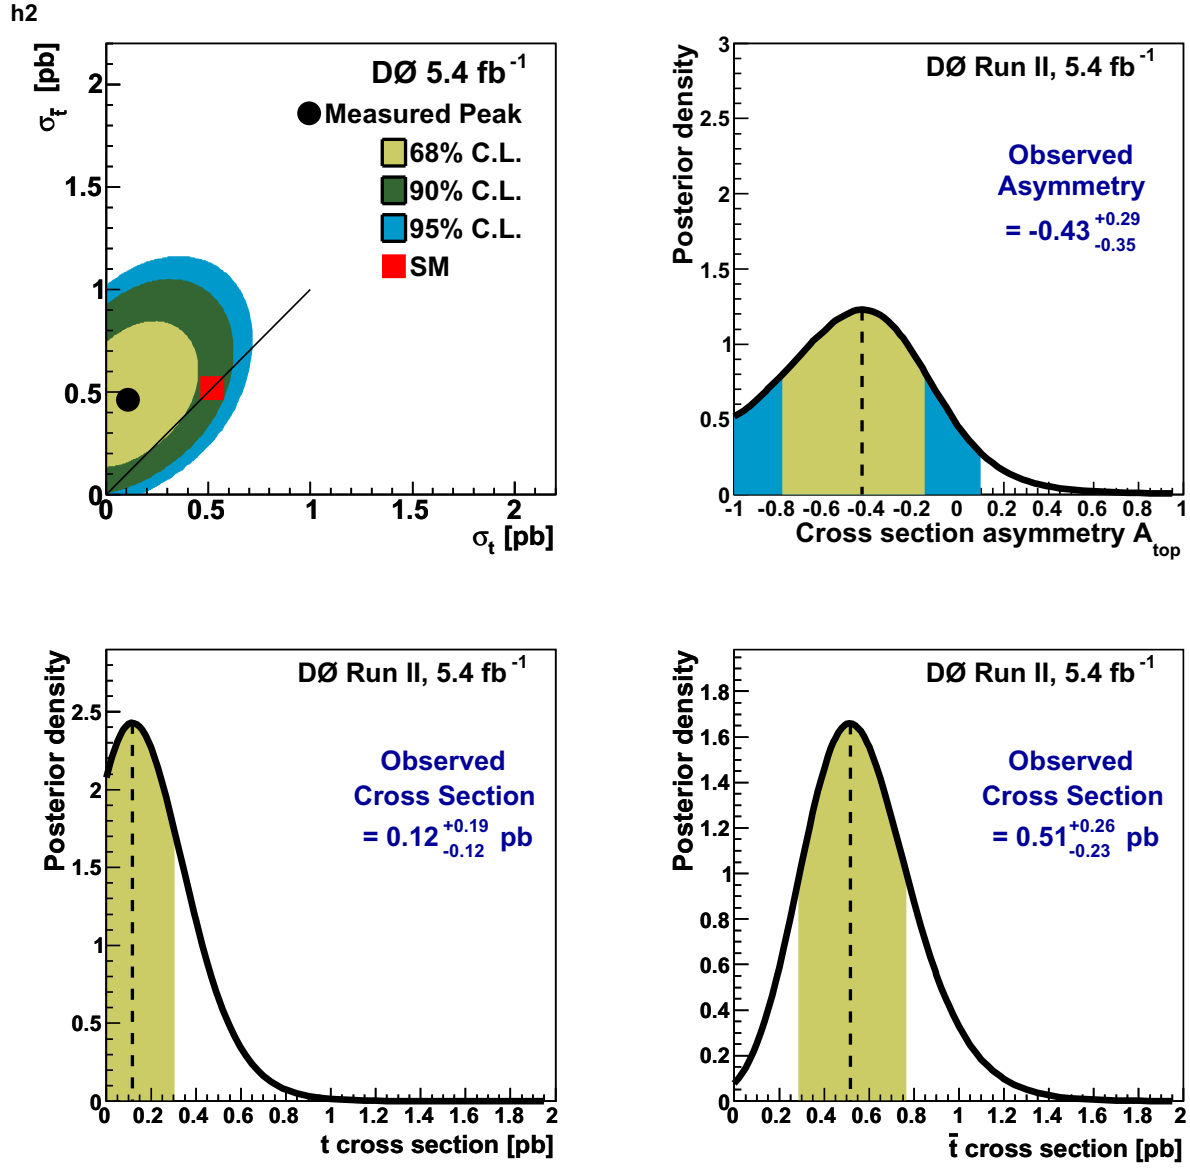 h2
DØ 5.4 fb⁻¹
Measured Peak
68% C.L.
90% C.L.
95% C.L.
SM
σ_t̄ [pb]
2
1.5
1
0.5
0
0 0.5 1 1.5 2
σ_t [pb]
DØ Run II, 5.4 fb⁻¹
Observed
Asymmetry
= -0.43 +0.29 -0.35
Posterior density
3
2.5
2
1.5
1
0.5
0
-1 -0.8 -0.6 -0.4 -0.2 0 0.2 0.4 0.6 0.8 1
Cross section asymmetry A_top
DØ Run II, 5.4 fb⁻¹
Observed
Cross Section
= 0.12 +0.19 -0.12 pb
Posterior density
2.5
2
1.5
1
0.5
0
0 0.2 0.4 0.6 0.8 1 1.2 1.4 1.6 1.8 2
t cross section [pb]
DØ Run II, 5.4 fb⁻¹
Observed
Cross Section
= 0.51 +0.26 -0.23 pb
Posterior density
1.8
1.6
1.4
1.2
1
0.8
0.6
0.4
0.2
0
0 0.2 0.4 0.6 0.8 1 1.2 1.4 1.6 1.8 2
t̄ cross section [pb]